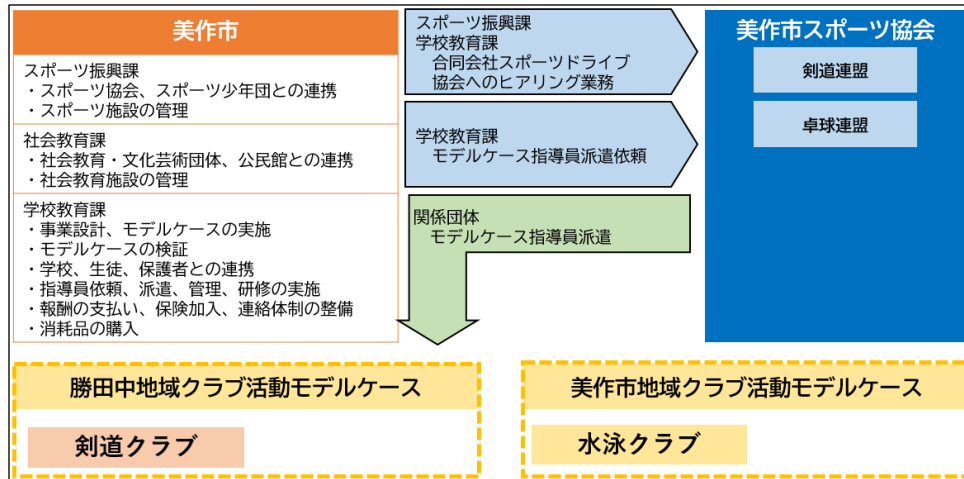 美作市
スポーツ振興課
・スポーツ協会、スポーツ少年団との連携
・スポーツ施設の管理
社会教育課
・社会教育・文化芸術団体、公民館との連携
・社会教育施設の管理
学校教育課
・事業設計、モデルケースの実施
・モデルケースの検証
・学校、生徒、保護者との連携
・指導員依頼、派遣、管理、研修の実施
・報酬の支払い、保険加入、連絡体制の整備
・消耗品の購入
スポーツ振興課
学校教育課
合同会社スポーツドライブ
協会へのヒアリング業務
学校教育課
モデルケース指導員派遣依頼
関係団体
モデルケース指導員派遣
美作市スポーツ協会
剣道連盟
卓球連盟
勝田中地域クラブ活動モデルケース
剣道クラブ
美作市地域クラブ活動モデルケース
水泳クラブ